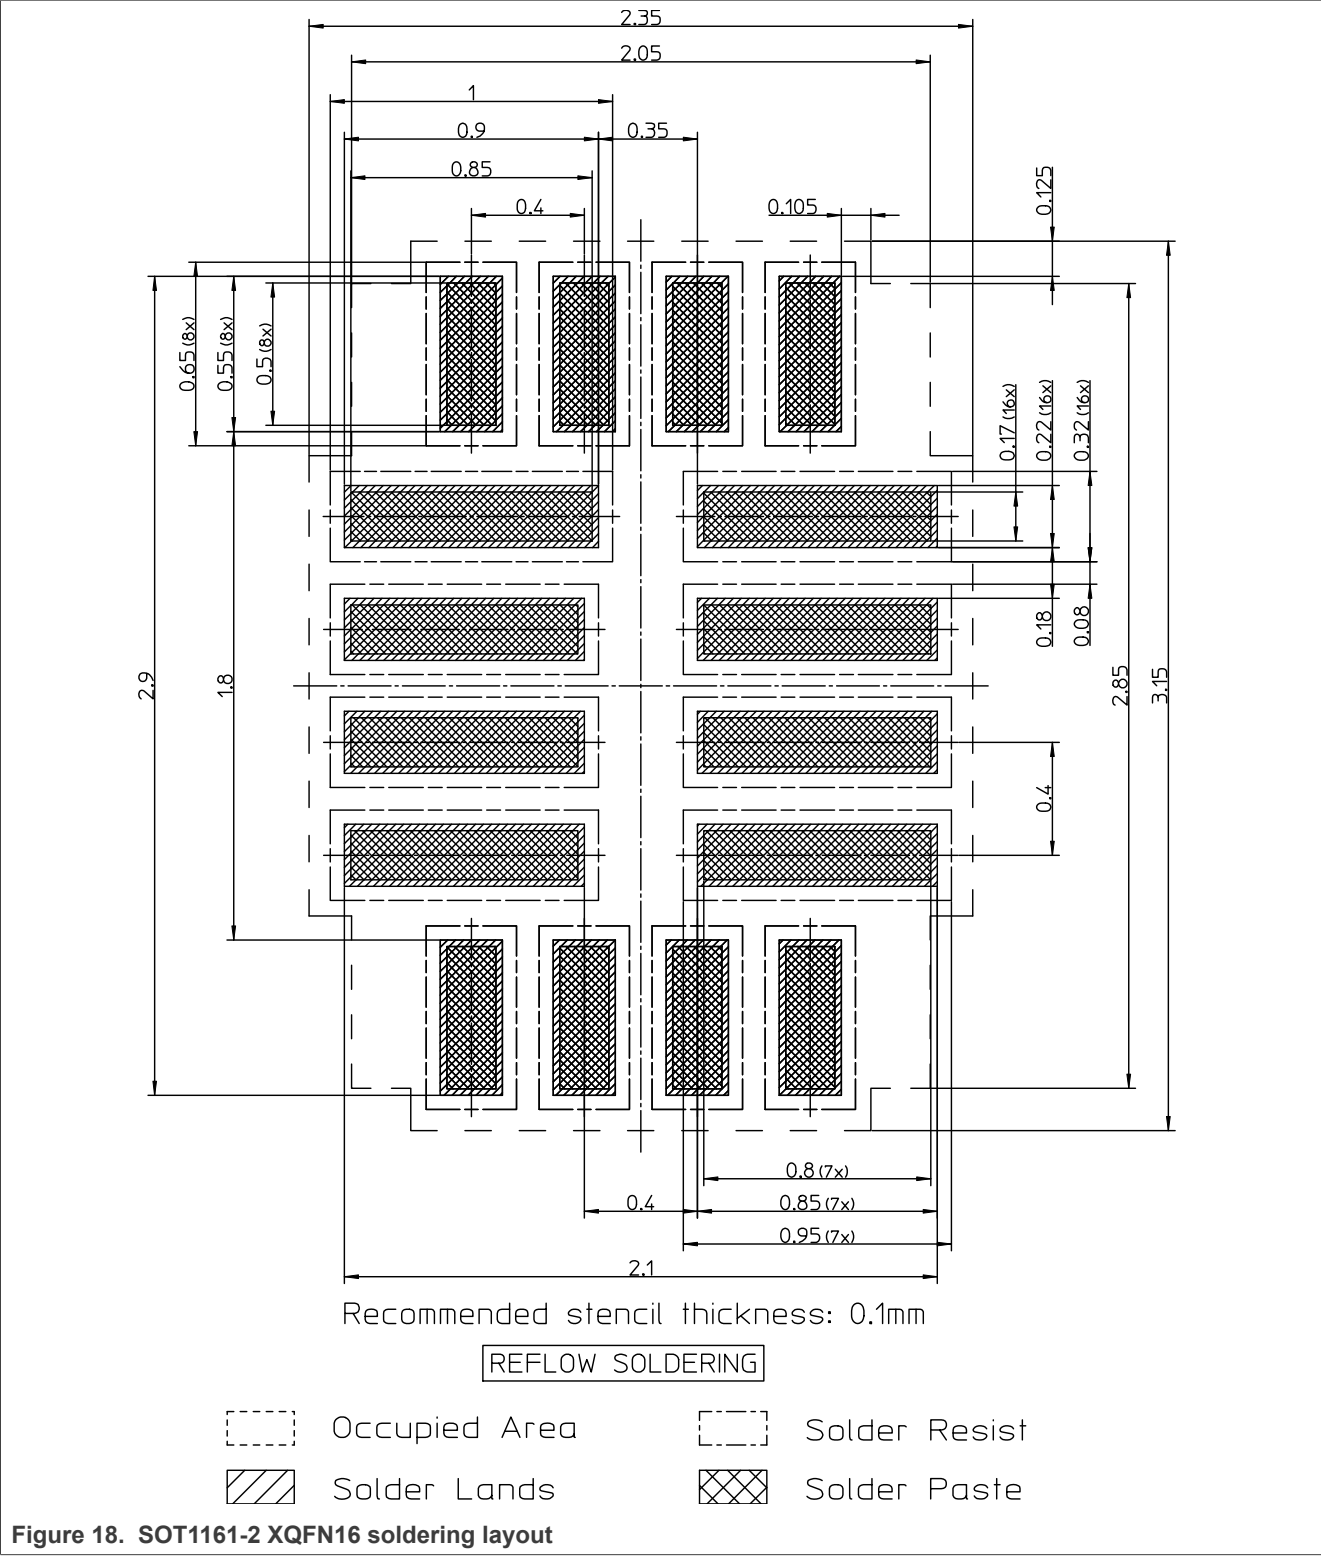 2.35
2.05
1
0.9
0.35
0.85
0.4
0.105
0.125
0.65 (8x)
0.55 (8x)
0.5 (8x)
0.17 (16x)
0.22 (16x)
0.32 (16x)
0.18
0.08
2.9
1.8
2.85
3.15
0.4
0.8 (7x)
0.4
0.85 (7x)
0.95 (7x)
2.1
Recommended stencil thickness: 0.1mm
REFLOW SOLDERING
Occupied Area
Solder Resist
Solder Lands
Solder Paste
Figure 18. SOT1161-2 XQFN16 soldering layout